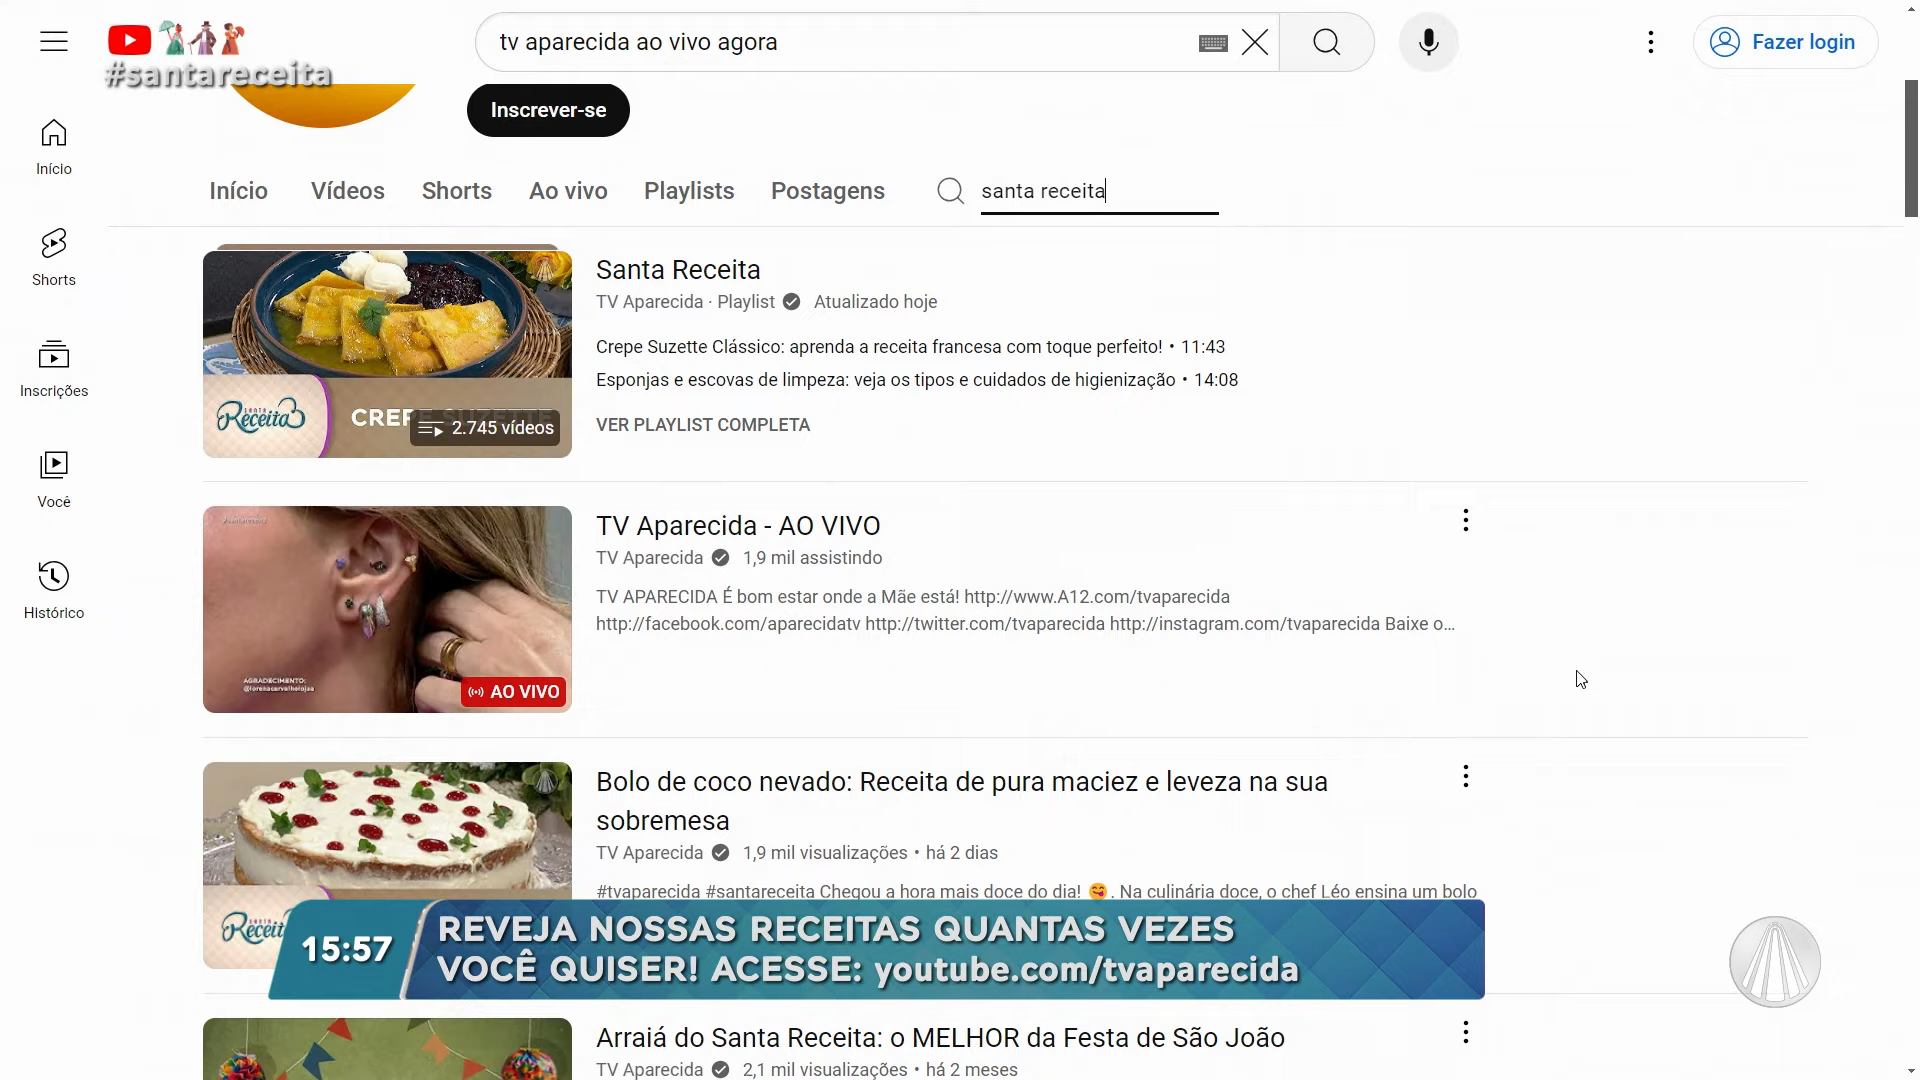 tv aparecida ao vivo agora
Fazer login
#santareceita
Inscrever-se
Início
Shorts
Inscrições
Você
Histórico
Início
Vídeos
Shorts
Ao vivo
Playlists
Postagens
santa receita
Santa Receita
TV Aparecida · Playlist Atualizado hoje
Crepe Suzette Clássico: aprenda a receita francesa com toque perfeito! • 11:43
Esponjas e escovas de limpeza: veja os tipos e cuidados de higienização • 14:08
VER PLAYLIST COMPLETA
SANTA
Receita
CREPE SUZETTE
2.745 vídeos
TV Aparecida - AO VIVO
TV Aparecida 1,9 mil assistindo
TV APARECIDA É bom estar onde a Mãe está! http://www.A12.com/tvaparecida
http://facebook.com/aparecidatv http://twitter.com/tvaparecida http://instagram.com/tvaparecida Baixe o...
#santareceita
AGRADECIMENTO:
@lorenacarvalholojaa
AO VIVO
Bolo de coco nevado: Receita de pura maciez e leveza na sua
sobremesa
TV Aparecida 1,9 mil visualizações • há 2 dias
#tvaparecida #santareceita Chegou a hora mais doce do dia! 😋 . Na culinária doce, o chef Léo ensina um bolo
SANTA
Receita
15:57
REVEJA NOSSAS RECEITAS QUANTAS VEZES
VOCÊ QUISER! ACESSE: youtube.com/tvaparecida
Arraiá do Santa Receita: o MELHOR da Festa de São João
TV Aparecida 2,1 mil visualizações • há 2 meses